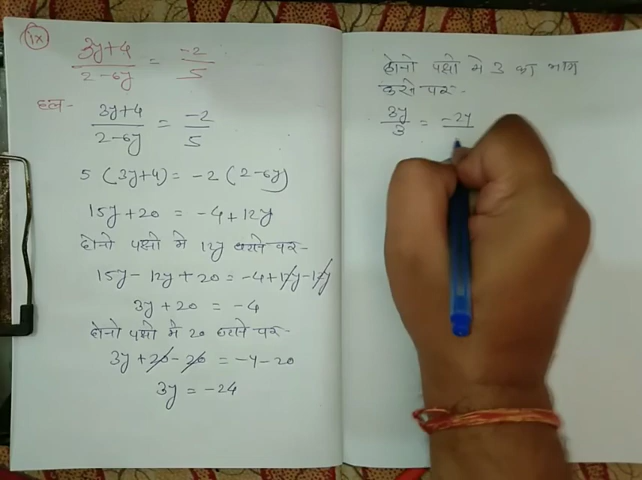 ix
3y+4/2-6y = -2/5
हल- 3y+4/2-6y = -2/5
5(3y+4) = -2(2-6y)
15y+20 = -4+12y
दोनो पक्षो मे 12y घटाने पर-
15y-12y+20 = -4+12y-12y
3y+20 = -4
दोनो पक्षो मे 20 घटाने पर-
3y+20-20 = -4-20
3y = -24
दोनो पक्षो मे 3 का भाग
करने पर-
3y/3 = -24